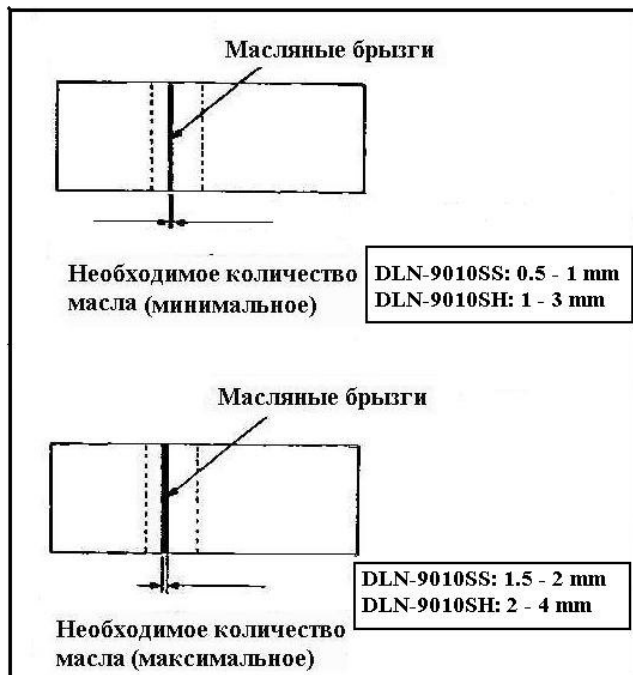 Масляные брызги
Необходимое количество
масла (минимальное)
DLN-9010SS: 0.5 - 1 mm
DLN-9010SH: 1 - 3 mm
Масляные брызги
DLN-9010SS: 1.5 - 2 mm
DLN-9010SH: 2 - 4 mm
Необходимое количество
масла (максимальное)